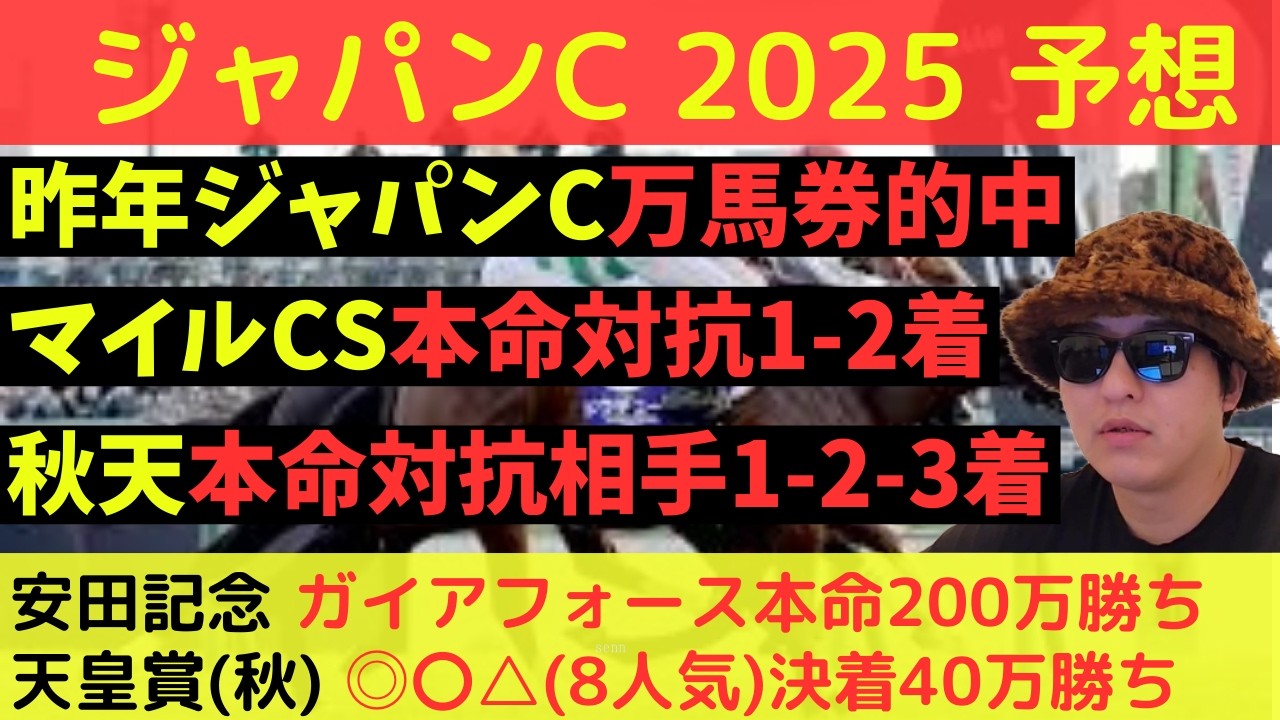 ジャパンC 2025 予想
昨年ジャパンC万馬券的中
マイルCS本命対抗1-2着
秋天本命対抗相手1-2-3着
安田記念 ガイアフォース本命200万勝ち
senn
天皇賞(秋) ◎〇△(8人気)決着40万勝ち